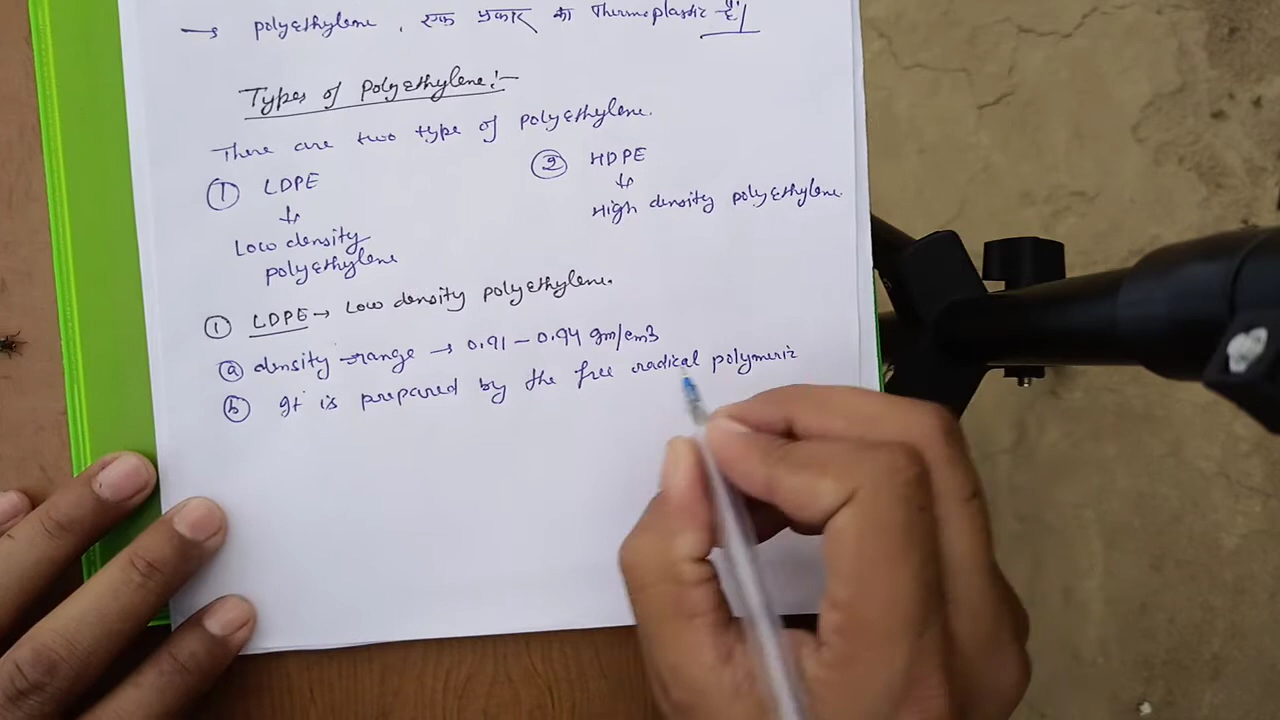 → polyethylene, एक प्रकार का Thermoplastic है|
Types of polyethylene:-
There are two type of polyethylene.
① LDPE
↓
Low density
polyethylene
② HDPE
↓
High density polyethylene.
① LDPE → Low density polyethylene.
ⓐ density range → 0.91 - 0.94 gm/cm3
ⓑ It is prepared by the free radical polymeriz